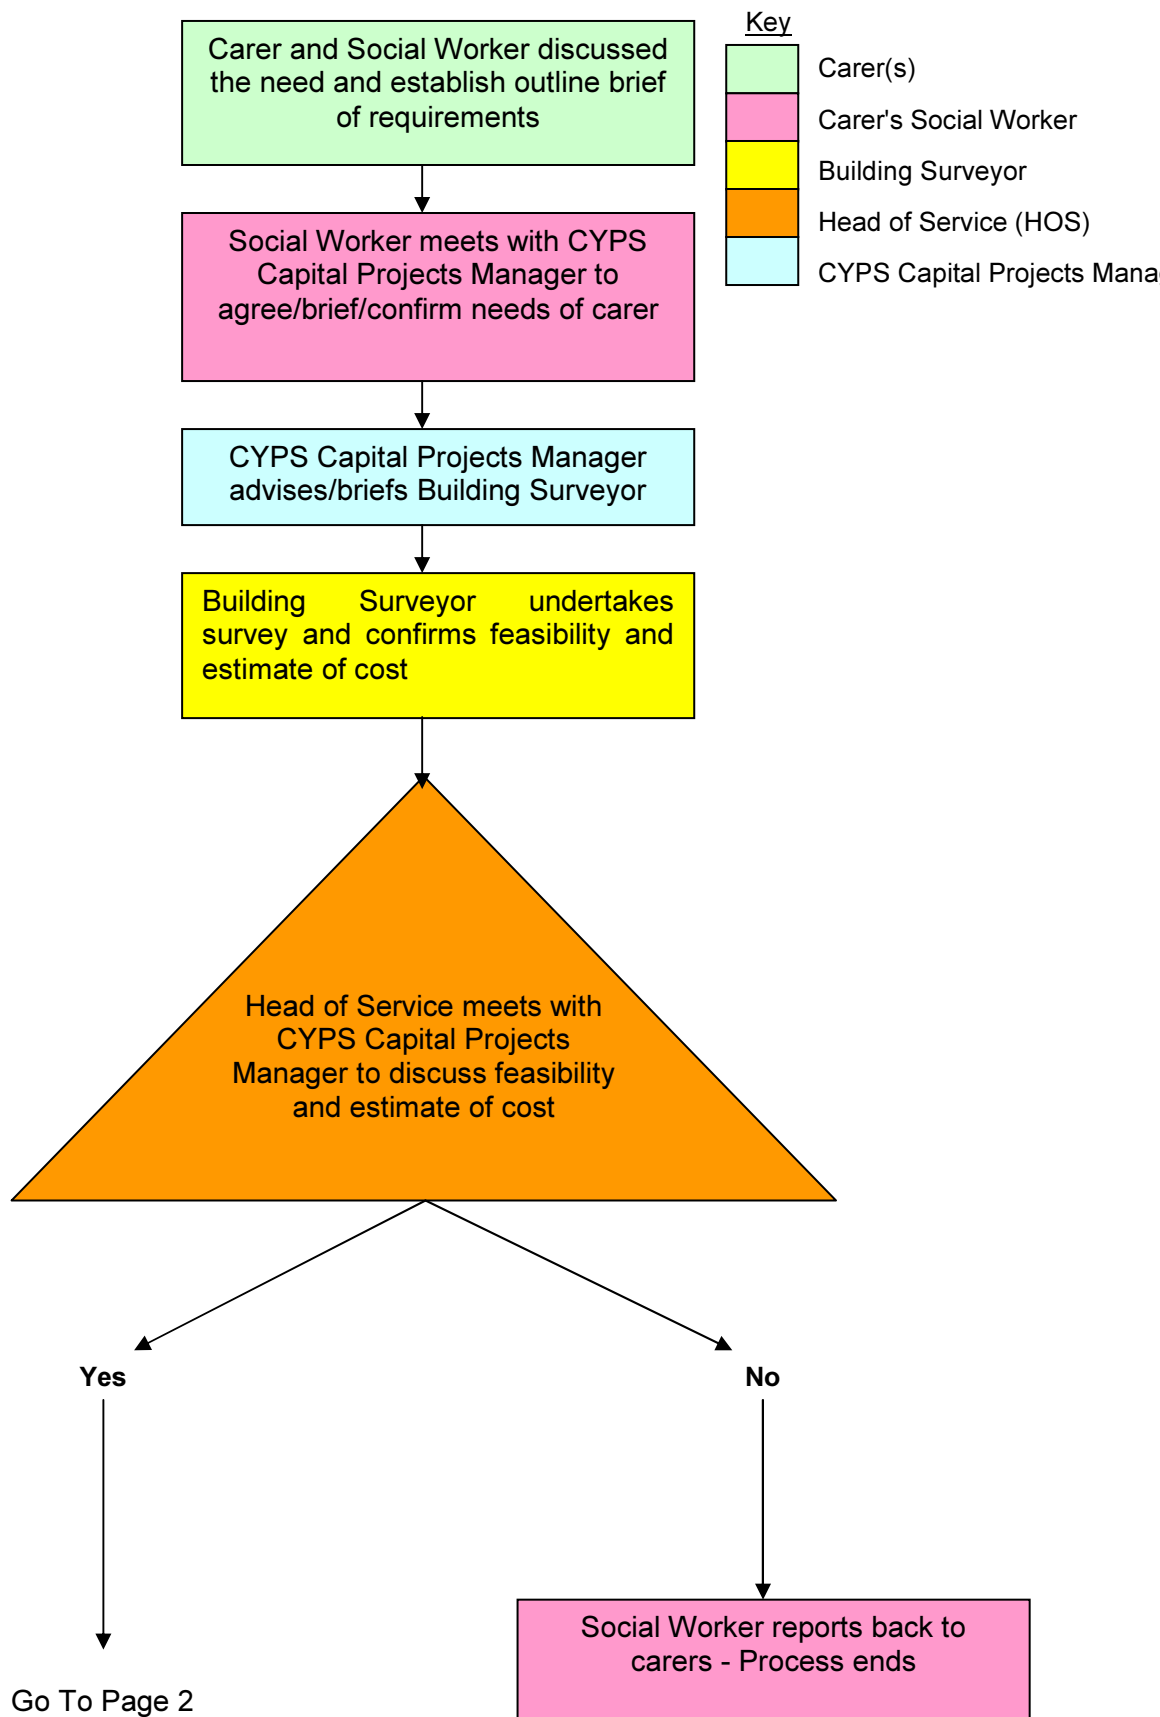 Carer and Social Worker discussed
the need and establish outline brief
of requirements
Key
Carer(s)
Carer's Social Worker
Building Surveyor
Head of Service (HOS)
CYPS Capital Projects Mana
Social Worker meets with CYPS
Capital Projects Manager to
agree/brief/confirm needs of carer
CYPS Capital Projects Manager
advises/briefs Building Surveyor
Building Surveyor undertakes
survey and confirms feasibility and
estimate of cost
Head of Service meets with
CYPS Capital Projects
Manager to discuss feasibility
and estimate of cost
Yes
No
Social Worker reports back to
carers - Process ends
Go To Page 2